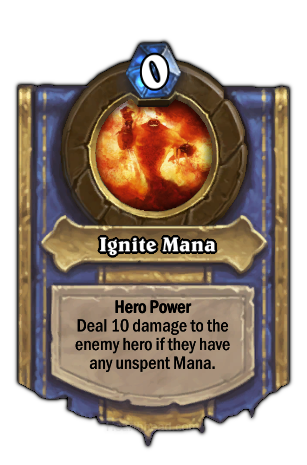 0
Ignite Mana
Hero Power
Deal 10 damage to the
enemy hero if they have
any unspent Mana.